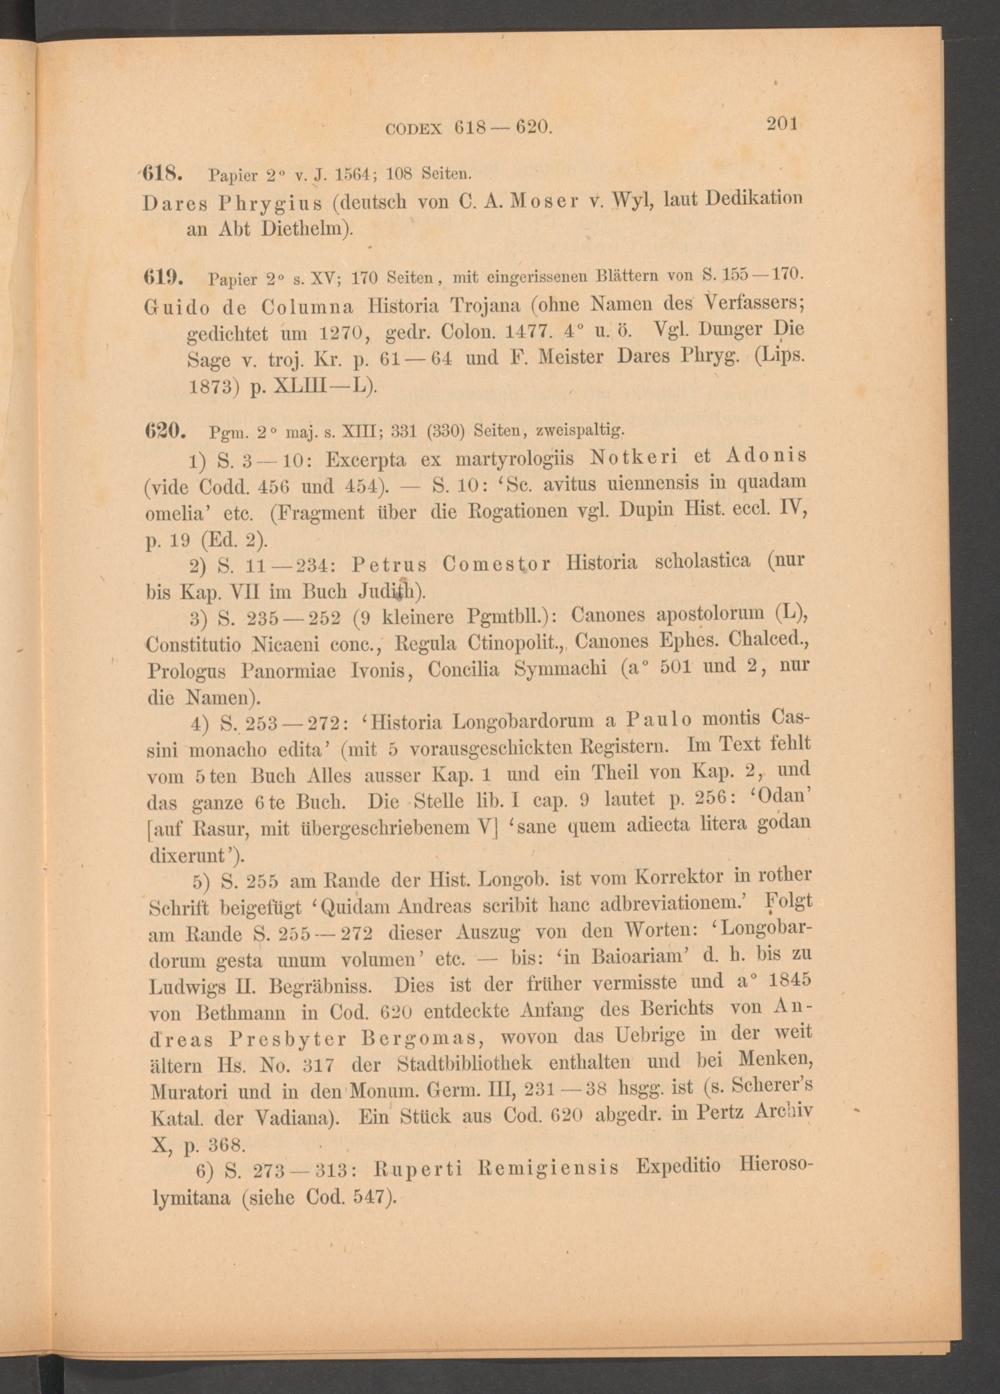 CODEX 618—620. 201
618. Papier 2° v. J. 1564; 108 Seiten.
Dares Phrygius (deutsch von C. A. Moser v. Wyl, laut Dedikation
an Abt Diethelm).
619. Papier 2° s. XV; 170 Seiten, mit eingerissenen Blättern von S. 155—170.
Guido de Columna Historia Trojana (ohne Namen des Verfassers;
gedichtet um 1270, gedr. Colon. 1477. 4° u. ö. Vgl. Dunger Die
Sage v. troj. Kr. p. 61—64 und F. Meister Dares Phryg. (Lips.
1873) p. XLIII—L).
620. Pgm. 2° maj. s. XIII; 331 (330) Seiten, zweispaltig.
1) S. 3—10: Excerpta ex martyrologiis Notkeri et Adonis
(vide Codd. 456 und 454). — S. 10: ‘Sc. avitus uiennensis in quadam
omelia’ etc. (Fragment über die Rogationen vgl. Dupin Hist. eccl. IV,
p. 19 (Ed. 2).
2) S. 11—234: Petrus Comestor Historia scholastica (nur
bis Kap. VII im Buch Judith).
3) S. 235—252 (9 kleinere Pgmtbll.): Canones apostolorum (L),
Constitutio Nicaeni conc., Regula Ctinopolit., Canones Ephes. Chalced.,
Prologus Panormiae Ivonis, Concilia Symmachi (a° 501 und 2, nur
die Namen).
4) S. 253—272: ‘Historia Longobardorum a Paulo montis Cas-
sini monacho edita’ (mit 5 vorausgeschickten Registern. Im Text fehlt
vom 5ten Buch Alles ausser Kap. 1 und ein Theil von Kap. 2, und
das ganze 6te Buch. Die Stelle lib. I cap. 9 lautet p. 256: ‘Odan’
[auf Rasur, mit übergeschriebenem V] ‘sane quem adiecta litera godan
dixerunt’).
5) S. 255 am Rande der Hist. Longob. ist vom Korrektor in rother
Schrift beigefügt ‘Quidam Andreas scribit hanc adbreviationem.’ Folgt
am Rande S. 255—272 dieser Auszug von den Worten: ‘Longobar-
dorum gesta unum volumen’ etc. — bis: ‘in Baioariam’ d. h. bis zu
Ludwigs II. Begräbniss. Dies ist der früher vermisste und a° 1845
von Bethmann in Cod. 620 entdeckte Anfang des Berichts von An-
dreas Presbyter Bergomas, wovon das Uebrige in der weit
ältern Hs. No. 317 der Stadtbibliothek enthalten und bei Menken,
Muratori und in den Monum. Germ. III, 231—38 hsgg. ist (s. Scherer’s
Katal. der Vadiana). Ein Stück aus Cod. 620 abgedr. in Pertz Archiv
X, p. 368.
6) S. 273—313: Ruperti Remigiensis Expeditio Hieroso-
lymitana (siehe Cod. 547).